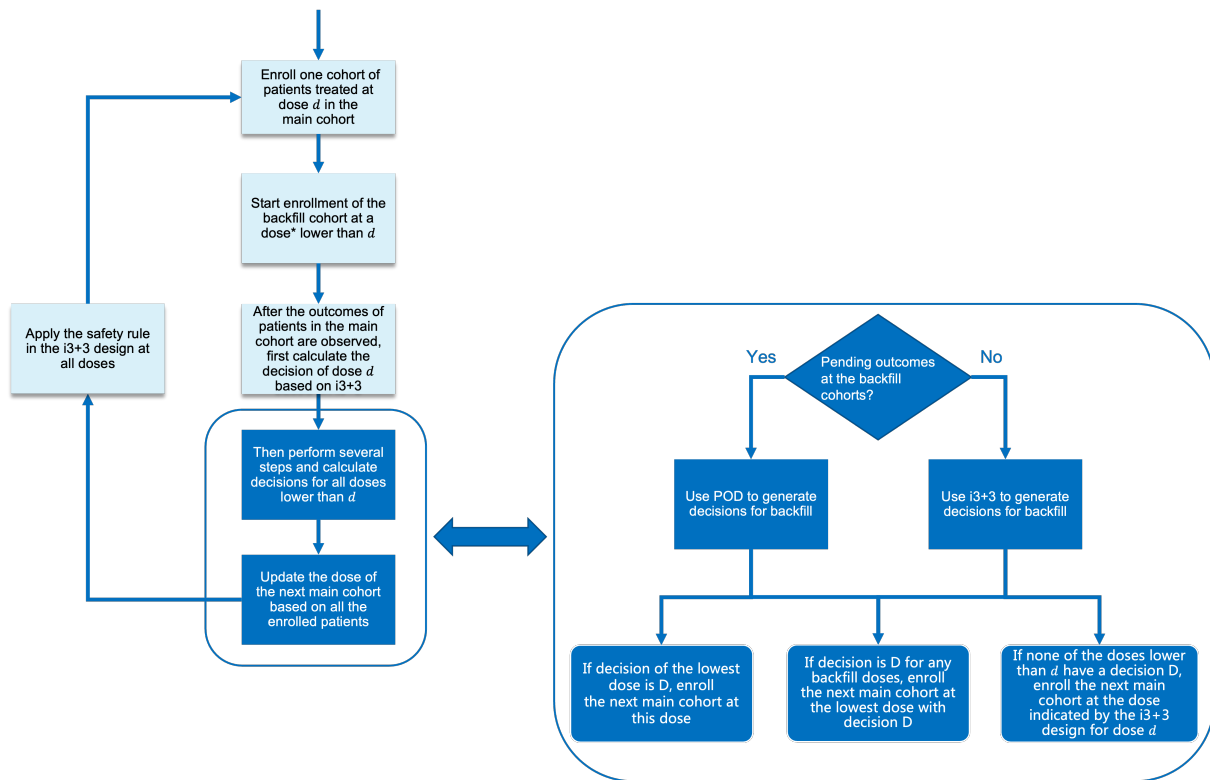 Enroll one cohort of
patients treated at
dose d in the
main cohort
Start enrollment of the
backfill cohort at a
dose* lower than d
After the outcomes of
patients in the main
cohort are observed,
first calculate the
decision of dose d
based on i3+3
Apply the safety rule
in the i3+3 design at
all doses
Then perform several
steps and calculate
decisions for all doses
lower than d
Update the dose of
the next main cohort
based on all the
enrolled patients
Yes
Pending outcomes
at the backfill
cohorts?
No
Use POD to generate
decisions for backfill
Use i3+3 to generate
decisions for backfill
If decision of the lowest
dose is D, enroll
the next main cohort at
this dose
If decision is D for any
backfill doses, enroll
the next main cohort at
the lowest dose with
decision D
If none of the doses lower
than d have a decision D,
enroll the next main
cohort at the dose
indicated by the i3+3
design for dose d